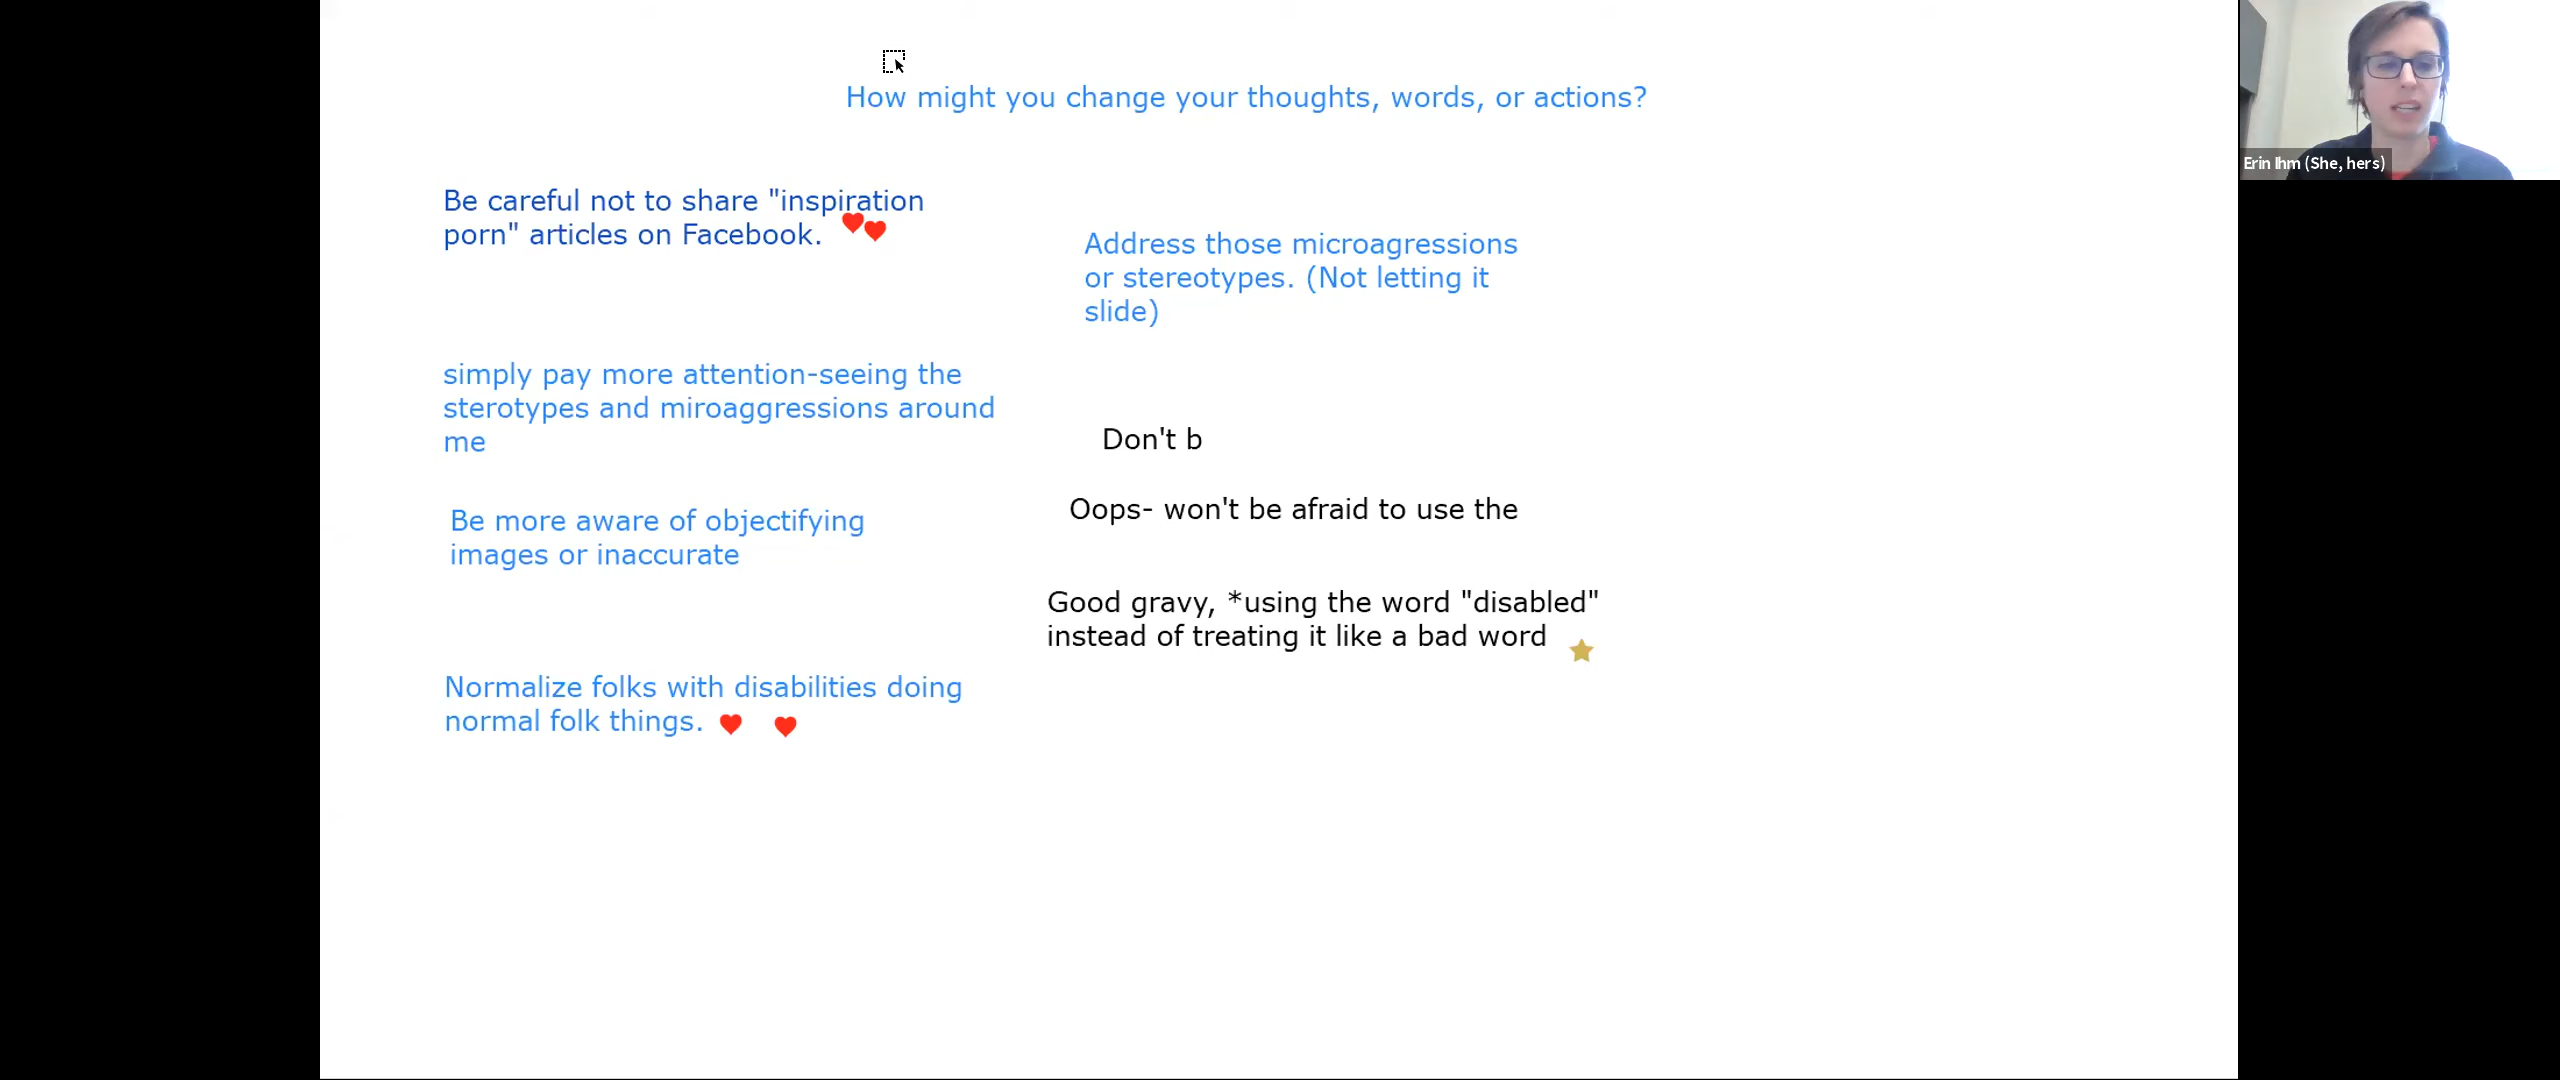 How might you change your thoughts, words, or actions?
Be careful not to share "inspiration
porn" articles on Facebook.
Address those microagressions
or stereotypes. (Not letting it
slide)
simply pay more attention-seeing the
sterotypes and miroaggressions around
me
Don't b
Be more aware of objectifying
images or inaccurate
Oops- won't be afraid to use the
Good gravy, *using the word "disabled"
instead of treating it like a bad word
Normalize folks with disabilities doing
normal folk things.
Erin Ihm (She, hers)